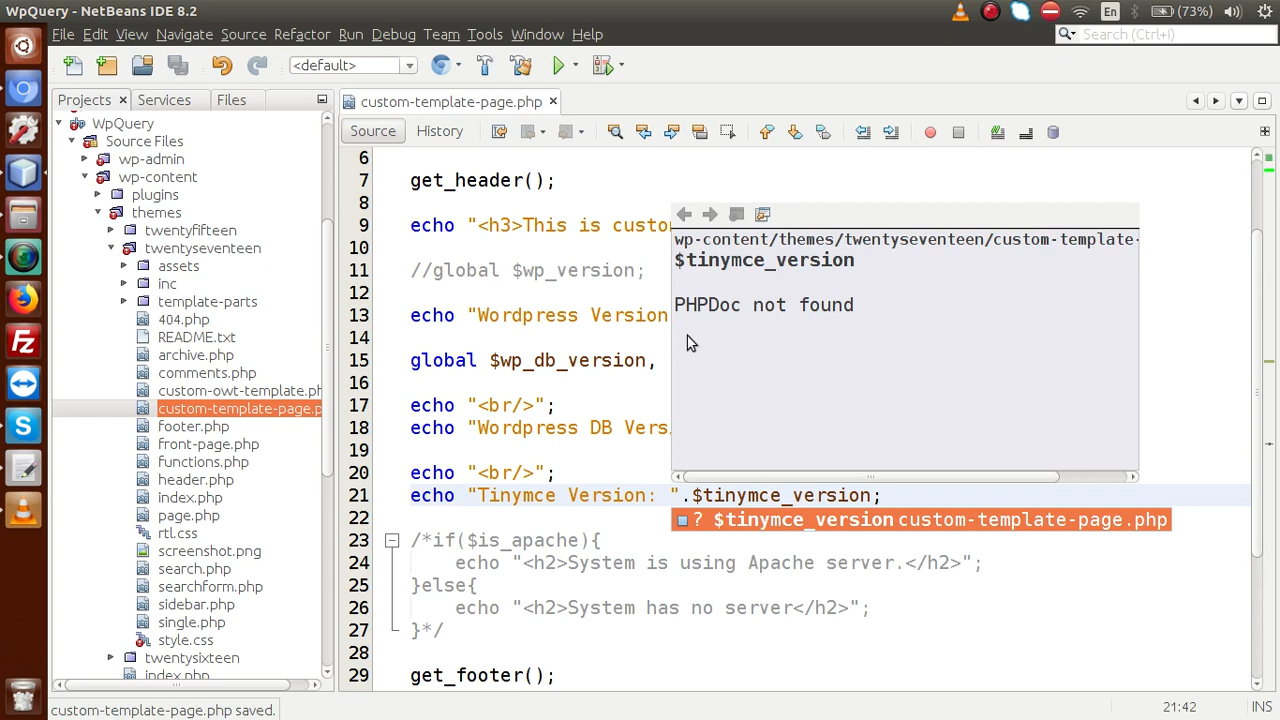 WpQuery - NetBeans IDE 8.2
En
(73%)
File Edit View Navigate Source Refactor Run Debug Team Tools Window Help
Search (Ctrl+I)
<default>
Projects
Services
Files
WpQuery
Source Files
wp-admin
wp-content
plugins
themes
twentyfifteen
twentyseventeen
assets
inc
template-parts
404.php
README.txt
archive.php
comments.php
custom-owt-template.ph
custom-template-page.p
footer.php
front-page.php
functions.php
header.php
index.php
page.php
rtl.css
screenshot.png
search.php
searchform.php
sidebar.php
single.php
style.css
twentysixteen
index.php
custom-template-page.php
Source
History
6
7 get_header();
8
9 echo "<h3>This is custo
10
11 //global $wp_version;
12
13 echo "Wordpress Version
14
15 global $wp_db_version,
16
17 echo "<br/>";
18 echo "Wordpress DB Vers
19
20 echo "<br/>";
21 echo "Tinymce Version: ".$tinymce_version;
22
23 /*if($is_apache){
24 echo "<h2>System is using Apache server.</h2>";
25 }else{
26 echo "<h2>System has no server</h2>";
27 }*/
28
29 get_footer();
wp-content/themes/twentyseventeen/custom-template-
$tinymce_version
PHPDoc not found
? $tinymce_version custom-template-page.php
custom-template-page.php saved.
21:42
INS